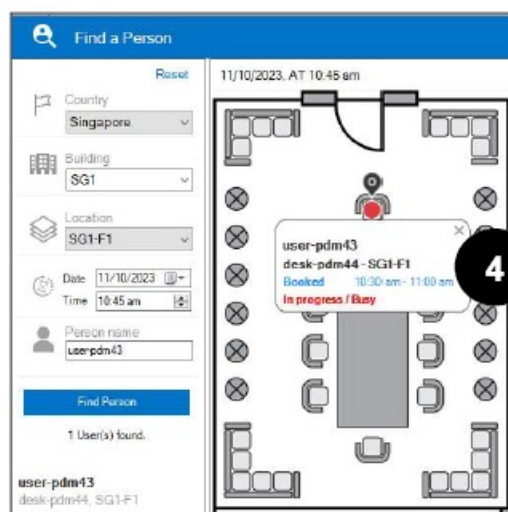 Find a Person
Reset
Country
Singapore
Building
SG1
Location
SG1-F1
Date 11/10/2023
Time 10:45 am
Person name
user-pdm43
Find Person
1 User(s) found.
user-pdm43
desk-pdm44, SG1-F1
11/10/2023, AT 10:45 am
user-pdm43
desk-pdm44 - SG1-F1
Booked 10:30 am - 11:00 am
In progress / Busy
4